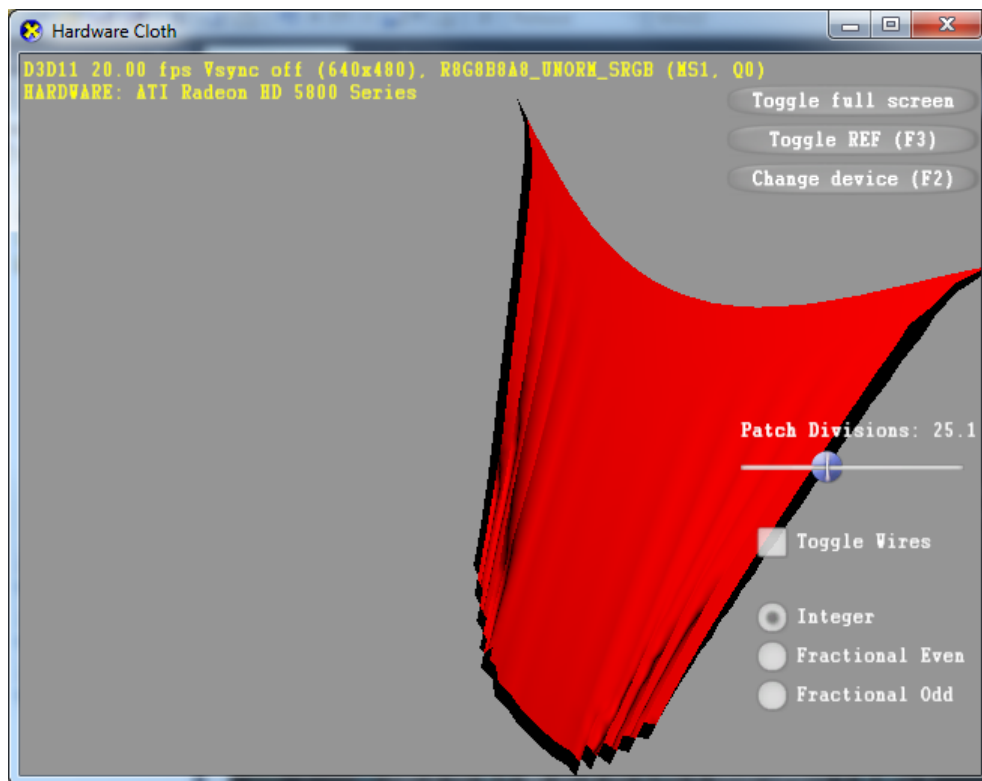 Hardware Cloth
D3D11 20.00 fps Vsync off (640x480), R8G8B8A8_UNORM_SRGB (MS1, Q0)
HARDWARE: ATI Radeon HD 5800 Series
Toggle full screen
Toggle REF (F3)
Change device (F2)
Patch Divisions: 25.1
Toggle Wires
Integer
Fractional Even
Fractional Odd